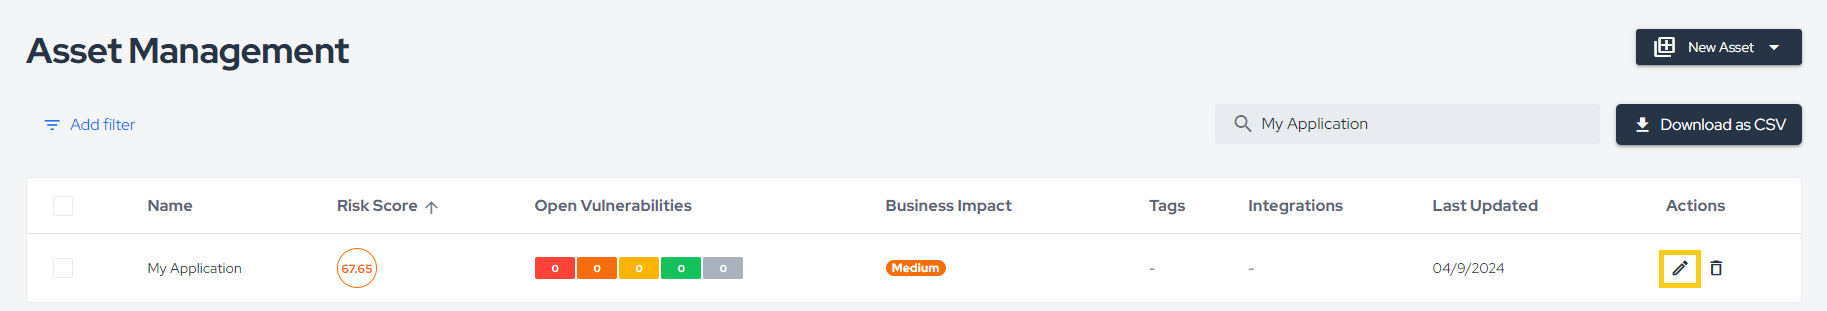 Asset Management
New Asset
Add filter
My Application
Download as CSV
Name Risk Score Open Vulnerabilities Business Impact Tags Integrations Last Updated Actions
My Application 67.65 0 0 0 0 0 Medium - - 04/9/2024